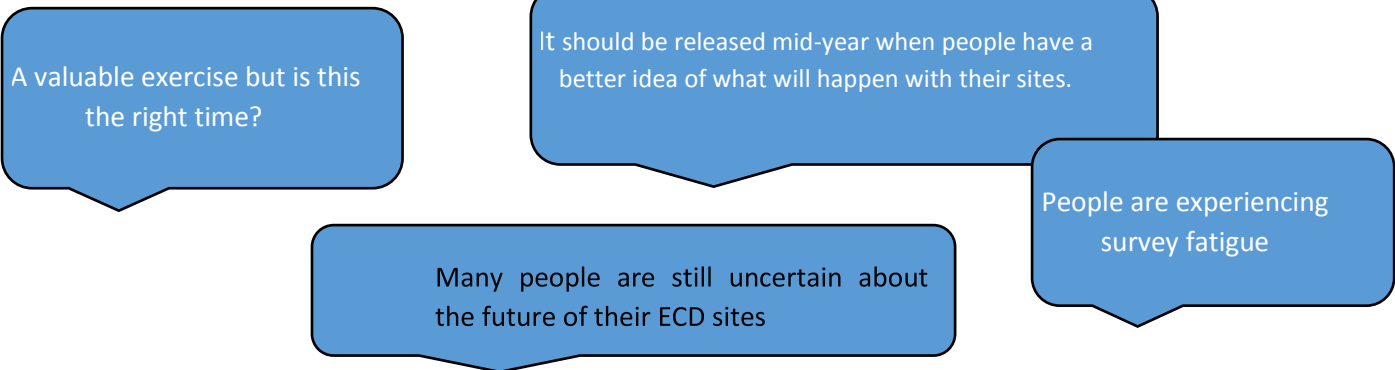 A valuable exercise but is this
the right time?
It should be released mid-year when people have a
better idea of what will happen with their sites.
People are experiencing
survey fatigue
Many people are still uncertain about
the future of their ECD sites